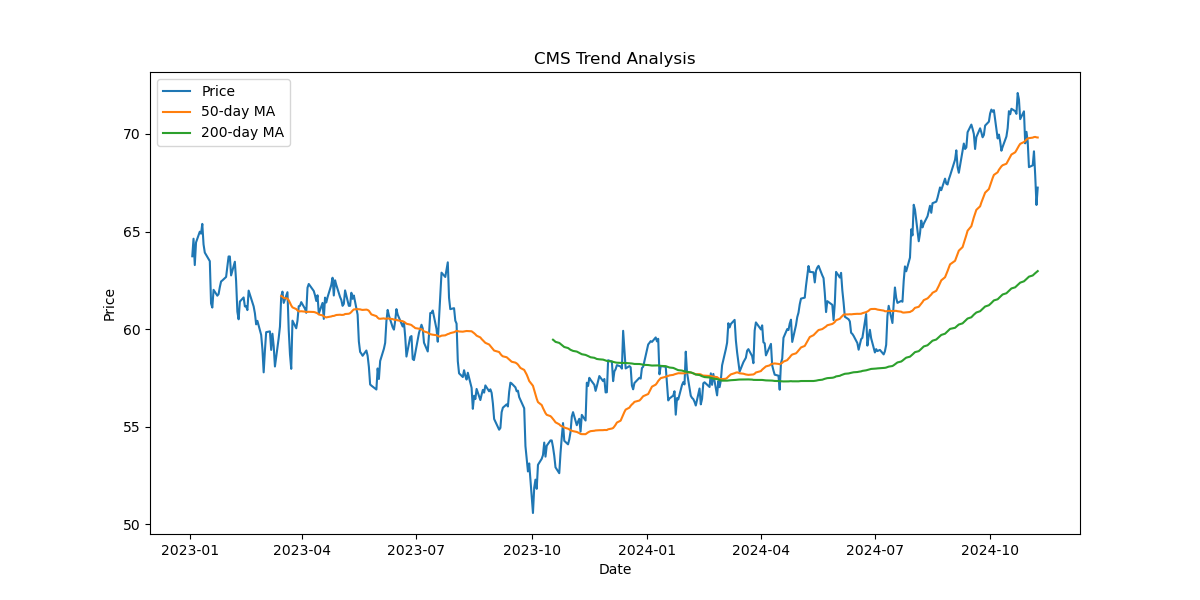 CMS Trend Analysis
Price
50-day MA
200-day MA
70
65
60
55
50
Price
2023-01
2023-04
2023-07
2023-10
2024-01
2024-04
2024-07
2024-10
Date